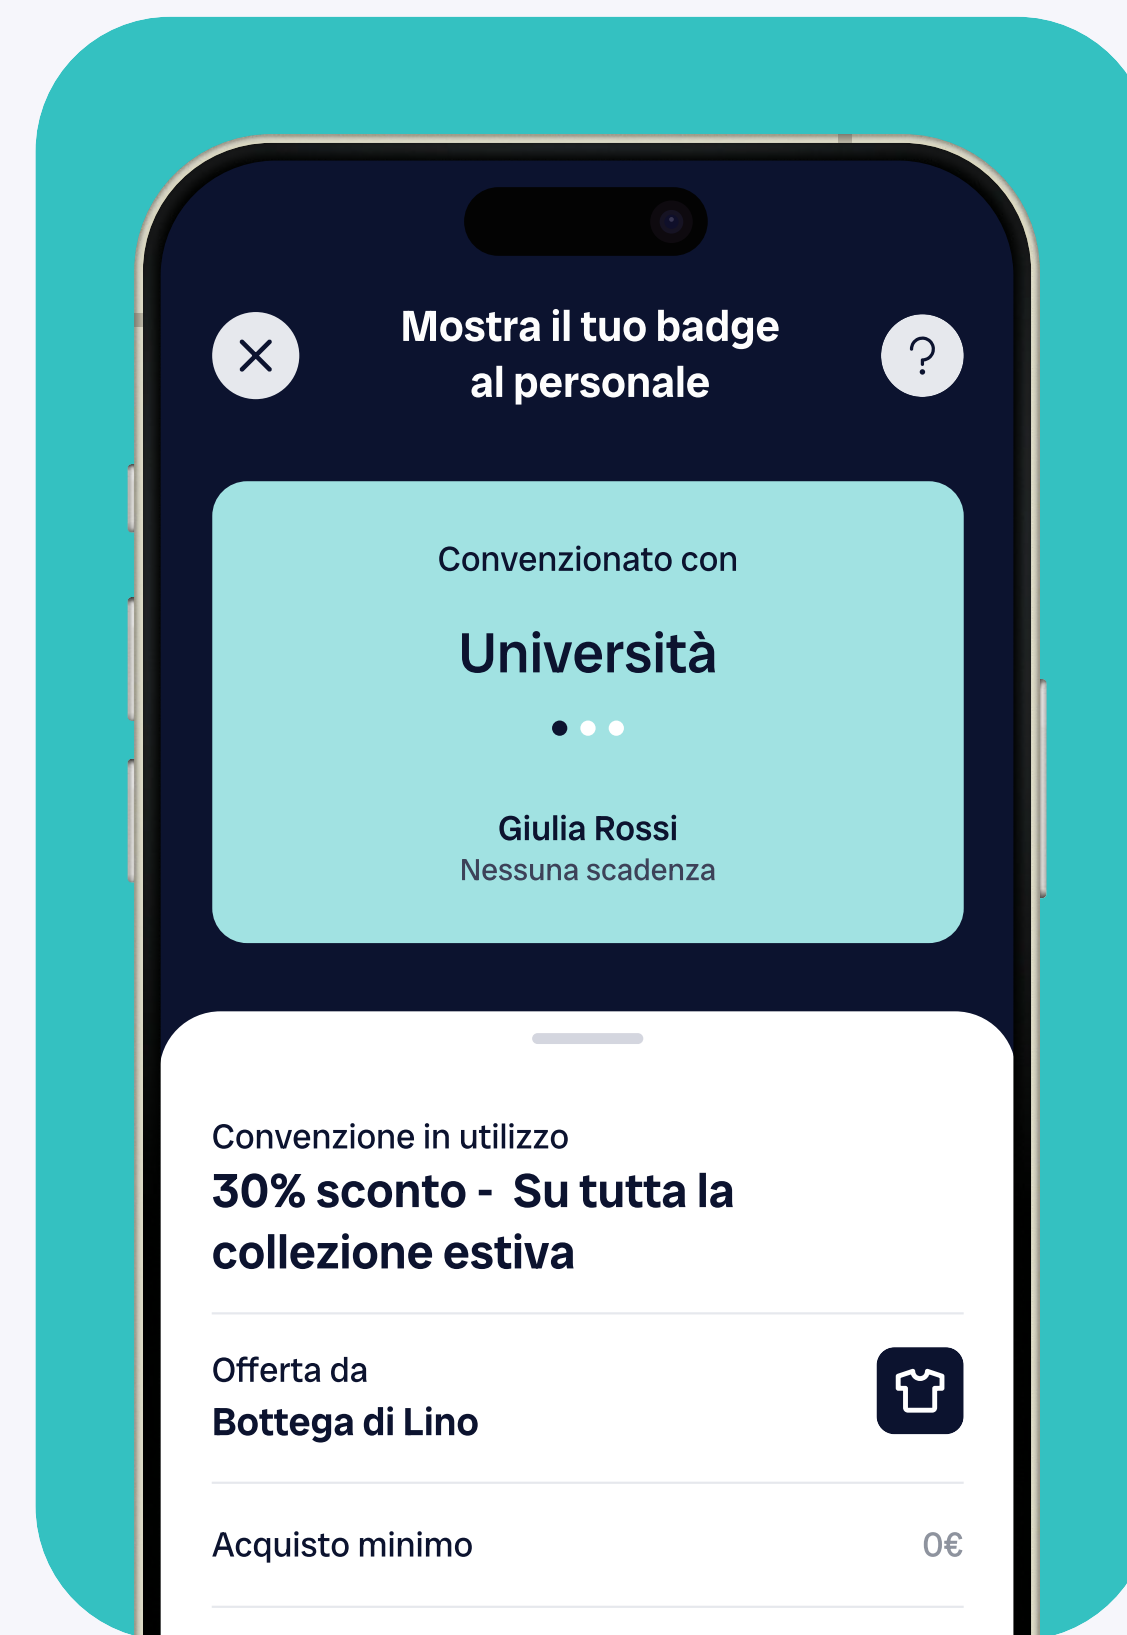 Mostra il tuo badge
al personale
Convenzionato con
Università
Giulia Rossi
Nessuna scadenza
Convenzione in utilizzo
30% sconto -  Su tutta la
collezione estiva
Offerta da
Bottega di Lino
Acquisto minimo 0€